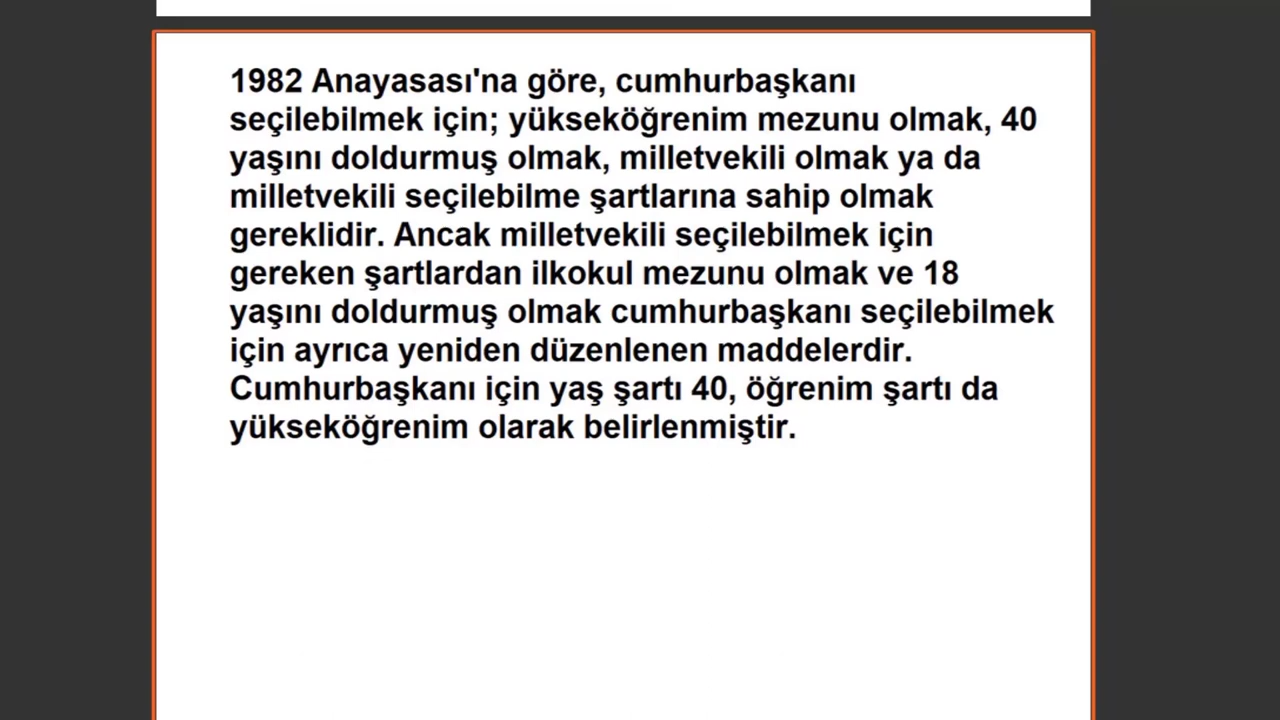 1982 Anayasası'na göre, cumhurbaşkanı
seçilebilmek için; yükseköğrenim mezunu olmak, 40
yaşını doldurmuş olmak, milletvekili olmak ya da
milletvekili seçilebilme şartlarına sahip olmak
gereklidir. Ancak milletvekili seçilebilmek için
gereken şartlardan ilkokul mezunu olmak ve 18
yaşını doldurmuş olmak cumhurbaşkanı seçilebilmek
için ayrıca yeniden düzenlenen maddelerdir.
Cumhurbaşkanı için yaş şartı 40, öğrenim şartı da
yükseköğrenim olarak belirlenmiştir.